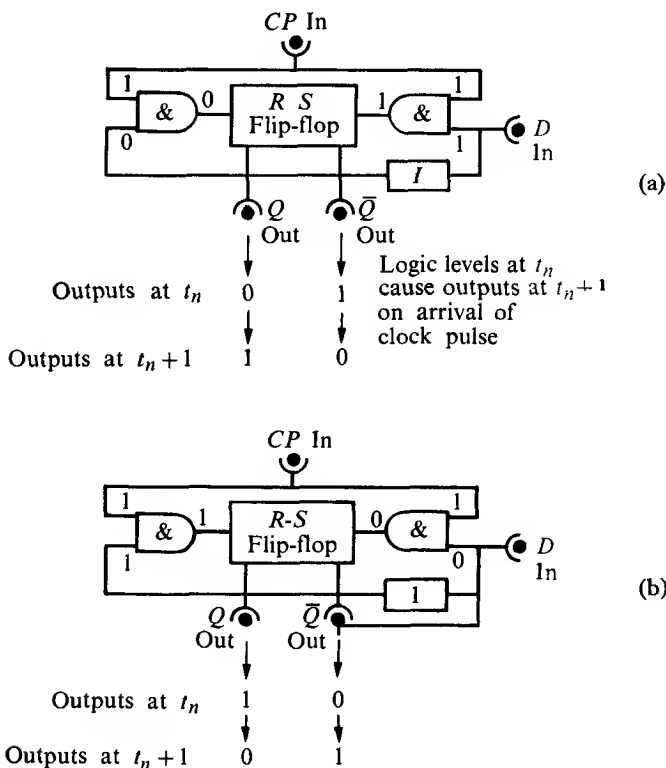 CP In
1 1
& 0 R S 1 &
Flip-flop
0 1 D
In
I
(a)
Q Q̄
Out Out
Logic levels at tₙ
Outputs at tₙ 0 1 cause outputs at tₙ+1
on arrival of
clock pulse
Outputs at tₙ+1 1 0
CP In
1 1
& 1 R-S 0 &
Flip-flop
1 0 D
In
1
(b)
Q Q̄
Out Out
Outputs at tₙ 1 0
Outputs at tₙ+1 0 1